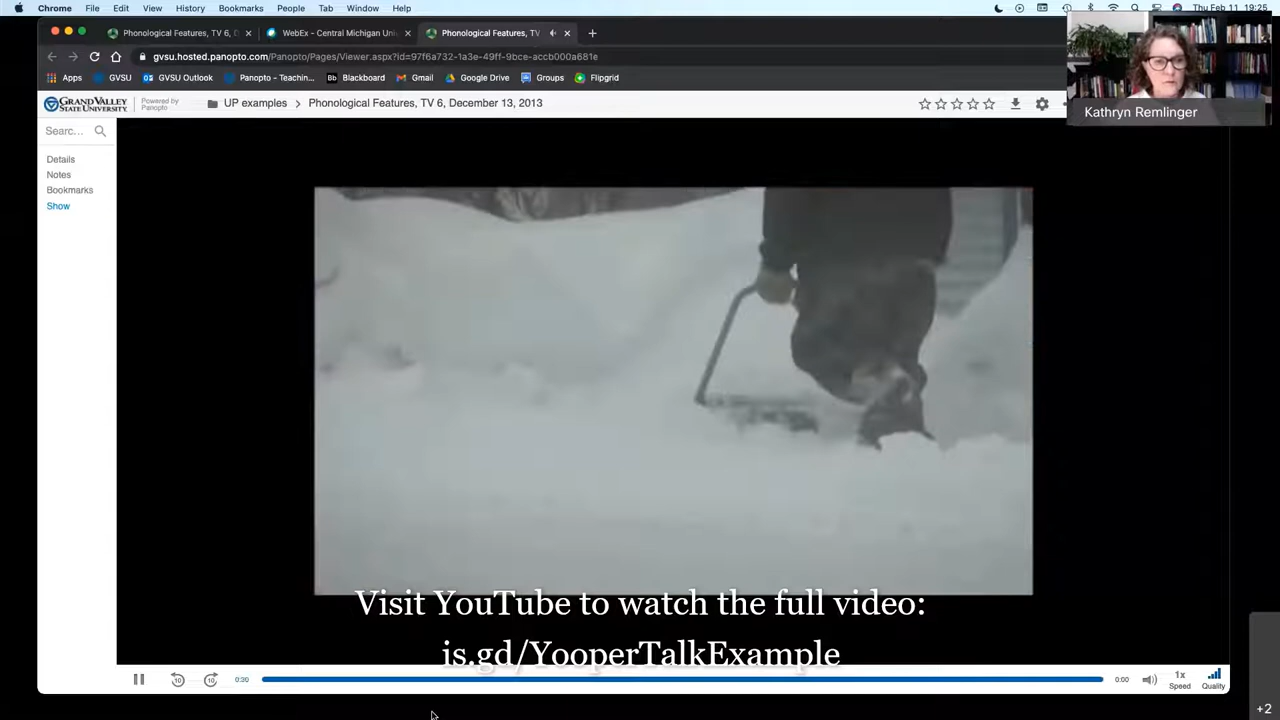 Chrome File Edit View History Bookmarks People Tab Window Help Thu Feb 11 19:25
Phonological Features, TV 6, D × WebEx – Central Michigan Uni × Phonological Features, TV × +
gvsu.hosted.panopto.com/Panopto/Pages/Viewer.aspx?id=97f6a732-1a3e-49ff-9bce-accb000a681e
Apps GVSU GVSU Outlook Panopto – Teachin... Bb Blackboard Gmail Google Drive Groups Flipgrid
Kathryn Remlinger
GRAND VALLEY
STATE UNIVERSITY
Powered by
Panopto
UP examples > Phonological Features, TV 6, December 13, 2013
Searc...
Details
Notes
Bookmarks
Show
Visit YouTube to watch the full video:
is.gd/YooperTalkExample
10 10 0:30 0:00 1x
Speed Quality
+2